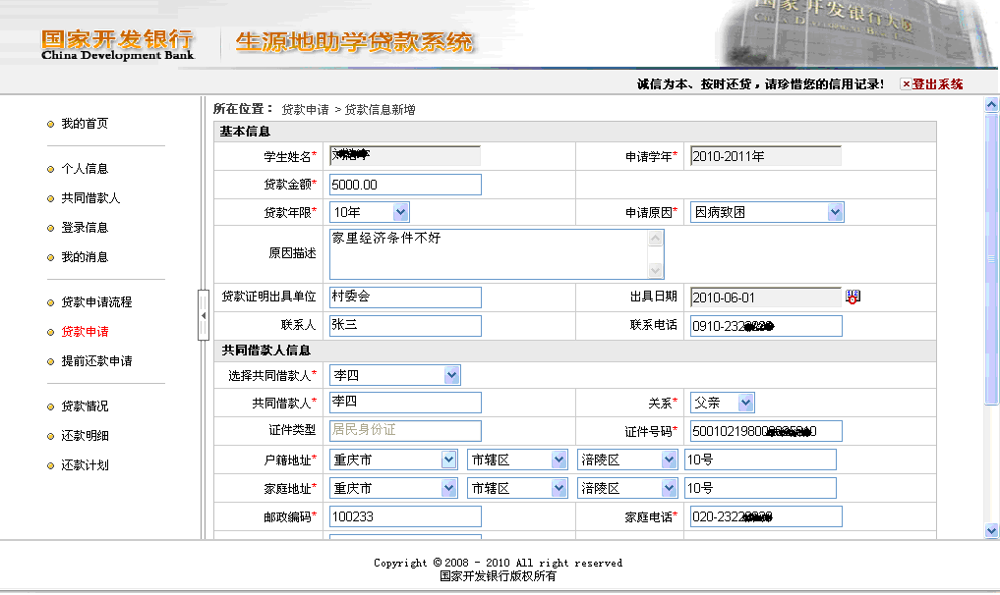 国家开发银行
China Development Bank
生源地助学贷款系统
国家开发银行大厦
CHINA DEVELOPMENT BANK
诚信为本、按时还贷，请珍惜您的信用记录! 登出系统
我的首页
个人信息
共同借款人
登录信息
我的消息
贷款申请流程
贷款申请
提前还款申请
贷款情况
还款明细
还款计划
所在位置： 贷款申请 > 贷款信息新增
基本信息
学生姓名* 申请学年* 2010-2011年
贷款金额* 5000.00
贷款年限* 10年 申请原因* 因病致困
原因描述 家里经济条件不好
贷款证明出具单位 村委会 出具日期 2010-06-01
联系人 张三 联系电话 0910-232
共同借款人信息
选择共同借款人* 李四
共同借款人* 李四 关系* 父亲
证件类型 居民身份证 证件号码* 50010219800
户籍地址* 重庆市 市辖区 涪陵区 10号
家庭地址* 重庆市 市辖区 涪陵区 10号
邮政编码* 100233 家庭电话* 020-2322
Copyright ©2008 - 2010 All right reserved
国家开发银行版权所有